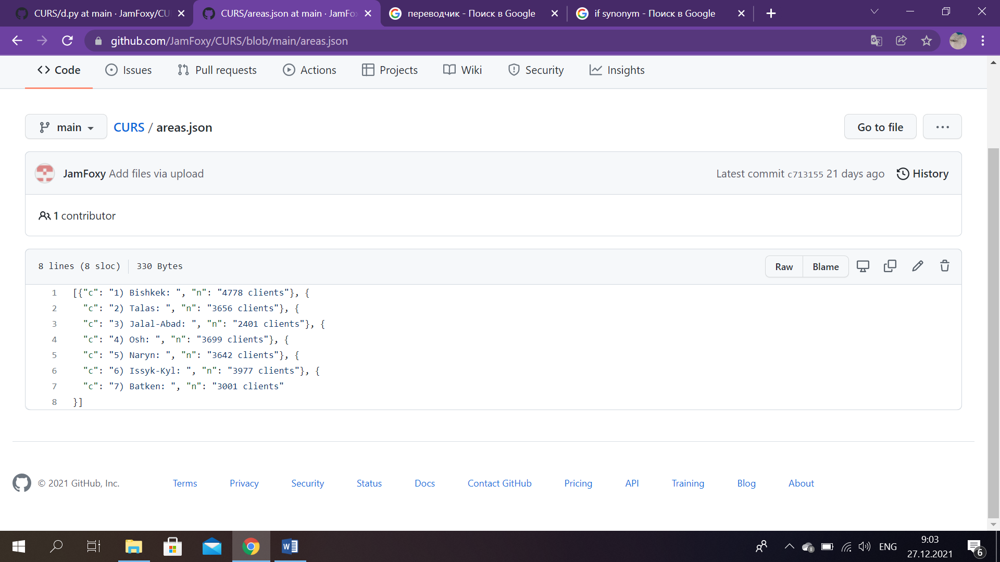 CURS/d.py at main · JamFoxy/CU
CURS/areas.json at main · JamFo
переводчик - Поиск в Google
if synonym - Поиск в Google
github.com/JamFoxy/CURS/blob/main/areas.json
Code Issues Pull requests Actions Projects Wiki Security Insights
main CURS / areas.json Go to file
JamFoxy Add files via upload Latest commit c713155 21 days ago History
1 contributor
8 lines (8 sloc) 330 Bytes Raw Blame
1 [{"c": "1) Bishkek: ", "n": "4778 clients"}, {
2 "c": "2) Talas: ", "n": "3656 clients"}, {
3 "c": "3) Jalal-Abad: ", "n": "2401 clients"}, {
4 "c": "4) Osh: ", "n": "3699 clients"}, {
5 "c": "5) Naryn: ", "n": "3642 clients"}, {
6 "c": "6) Issyk-Kyl: ", "n": "3977 clients"}, {
7 "c": "7) Batken: ", "n": "3001 clients"
8 }]
© 2021 GitHub, Inc. Terms Privacy Security Status Docs Contact GitHub Pricing API Training Blog About
ENG
9:03
27.12.2021
6